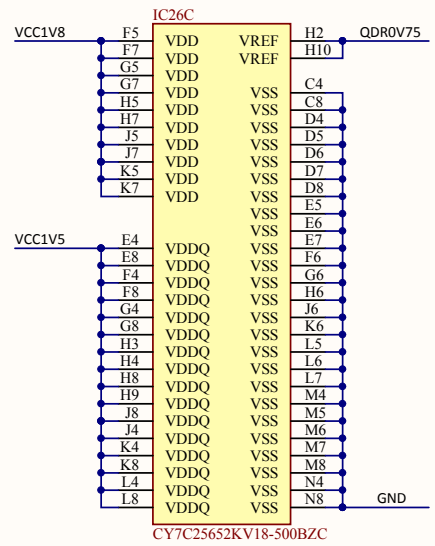 IC26C
VCC1V8 F5 VDD VREF H2 QDR0V75
F7 VDD VREF H10
G5 VDD
G7 VDD VSS C4
H5 VDD VSS C8
H7 VDD VSS D4
J5 VDD VSS D5
J7 VDD VSS D6
K5 VDD VSS D7
K7 VDD VSS D8
VSS E5
VSS E6
VCC1V5 E4 VDDQ VSS E7
E8 VDDQ VSS F6
F4 VDDQ VSS G6
F8 VDDQ VSS H6
G4 VDDQ VSS J6
G8 VDDQ VSS K6
H3 VDDQ VSS L5
H4 VDDQ VSS L6
H8 VDDQ VSS L7
H9 VDDQ VSS M4
J8 VDDQ VSS M5
J4 VDDQ VSS M6
K4 VDDQ VSS M7
K8 VDDQ VSS M8
L4 VDDQ VSS N4
L8 VDDQ VSS N8 GND
CY7C25652KV18-500BZC